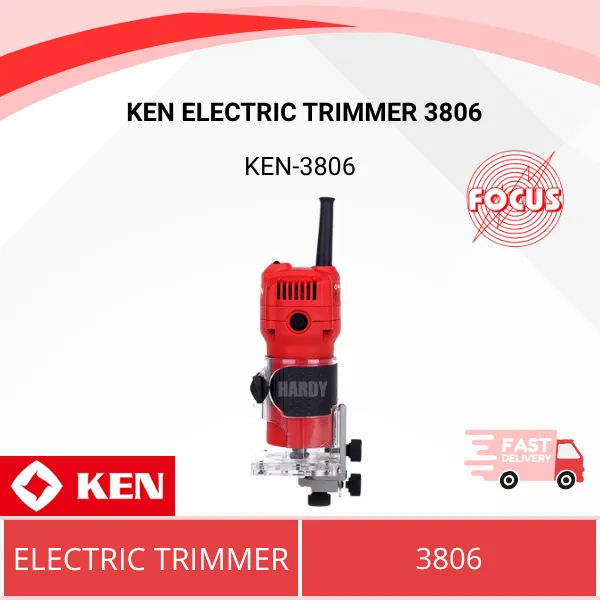 KEN ELECTRIC TRIMMER 3806
KEN-3806
FOCUS
HARDY
FAST
DELIVERY
KEN
ELECTRIC TRIMMER
3806